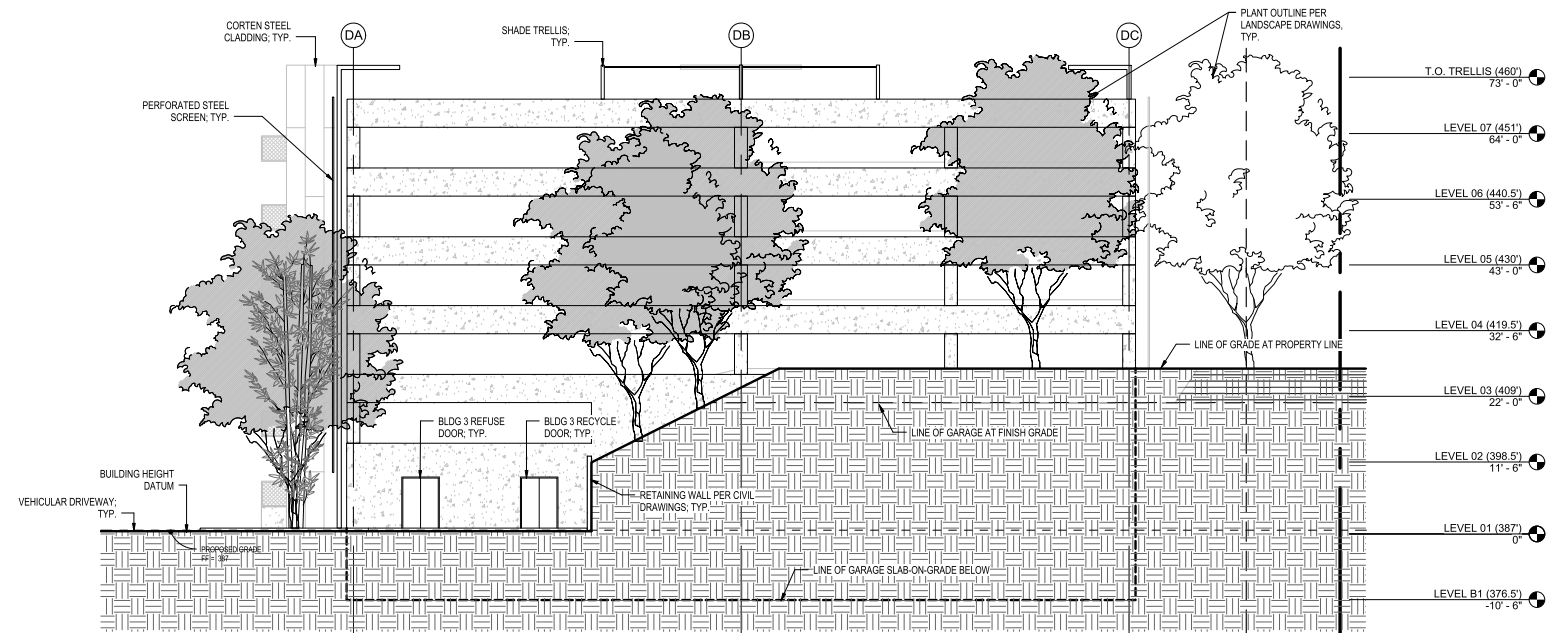 CORTEN STEEL
CLADDING; TYP.
DA
SHADE TRELLIS;
TYP.
DB
DC
PLANT OUTLINE PER
LANDSCAPE DRAWINGS,
TYP.
T.O. TRELLIS (460')
73' - 0"
PERFORATED STEEL
SCREEN; TYP.
LEVEL 07 (451')
64' - 0"
LEVEL 06 (440.5')
53' - 6"
LEVEL 05 (430')
43' - 0"
LEVEL 04 (419.5')
32' - 6"
LINE OF GRADE AT PROPERTY LINE
LEVEL 03 (409')
22' - 0"
BLDG 3 REFUSE
DOOR; TYP.
BLDG 3 RECYCLE
DOOR; TYP.
LINE OF GARAGE AT FINISH GRADE
LEVEL 02 (398.5')
11' - 6"
BUILDING HEIGHT
DATUM
VEHICULAR DRIVEWAY;
TYP.
RETAINING WALL PER CIVIL
DRAWINGS; TYP.
LEVEL 01 (387')
0"
PROPOSED GRADE
FF = 387
LINE OF GARAGE SLAB-ON-GRADE BELOW
LEVEL B1 (376.5')
-10' - 6"